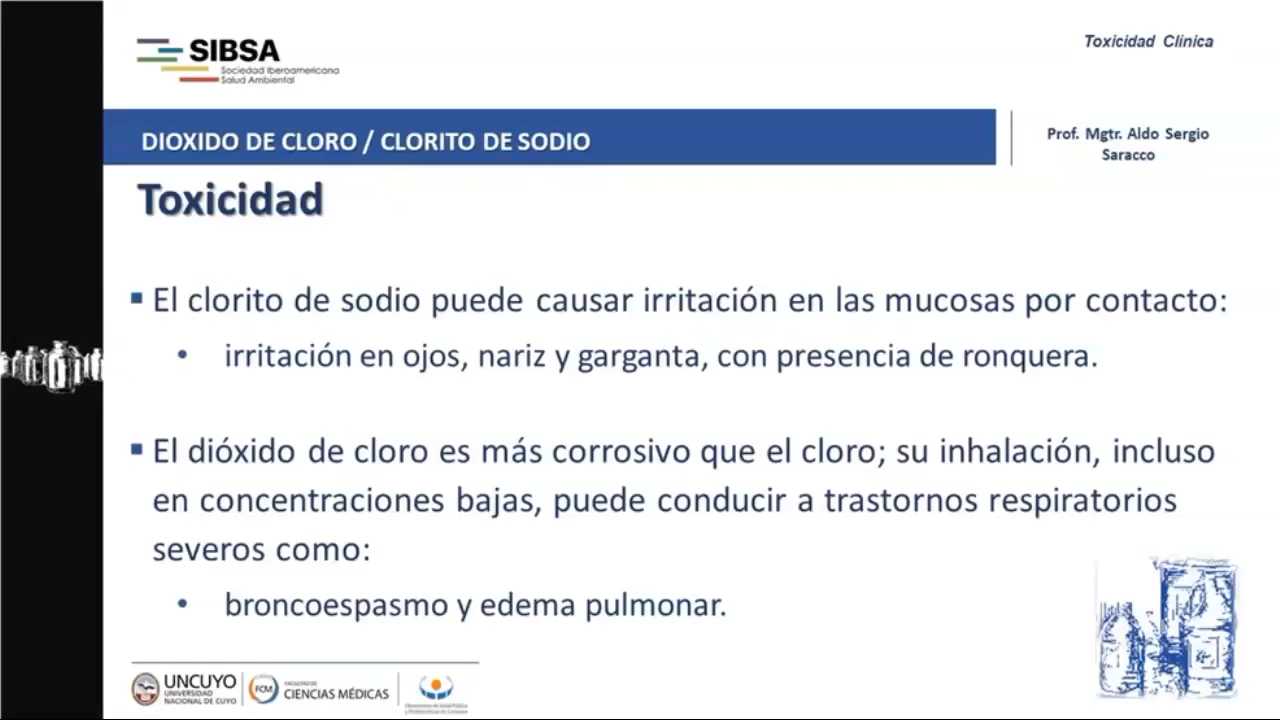 SIBSA
Sociedad Iberoamericana
Salud Ambiental
Toxicidad Clínica
DIOXIDO DE CLORO / CLORITO DE SODIO
Prof. Mgtr. Aldo Sergio
Saracco
Toxicidad
El clorito de sodio puede causar irritación en las mucosas por contacto:
irritación en ojos, nariz y garganta, con presencia de ronquera.
El dióxido de cloro es más corrosivo que el cloro; su inhalación, incluso
en concentraciones bajas, puede conducir a trastornos respiratorios
severos como:
broncoespasmo y edema pulmonar.
UNCUYO
UNIVERSIDAD
NACIONAL DE CUYO
FCM
FACULTAD DE
CIENCIAS MÉDICAS